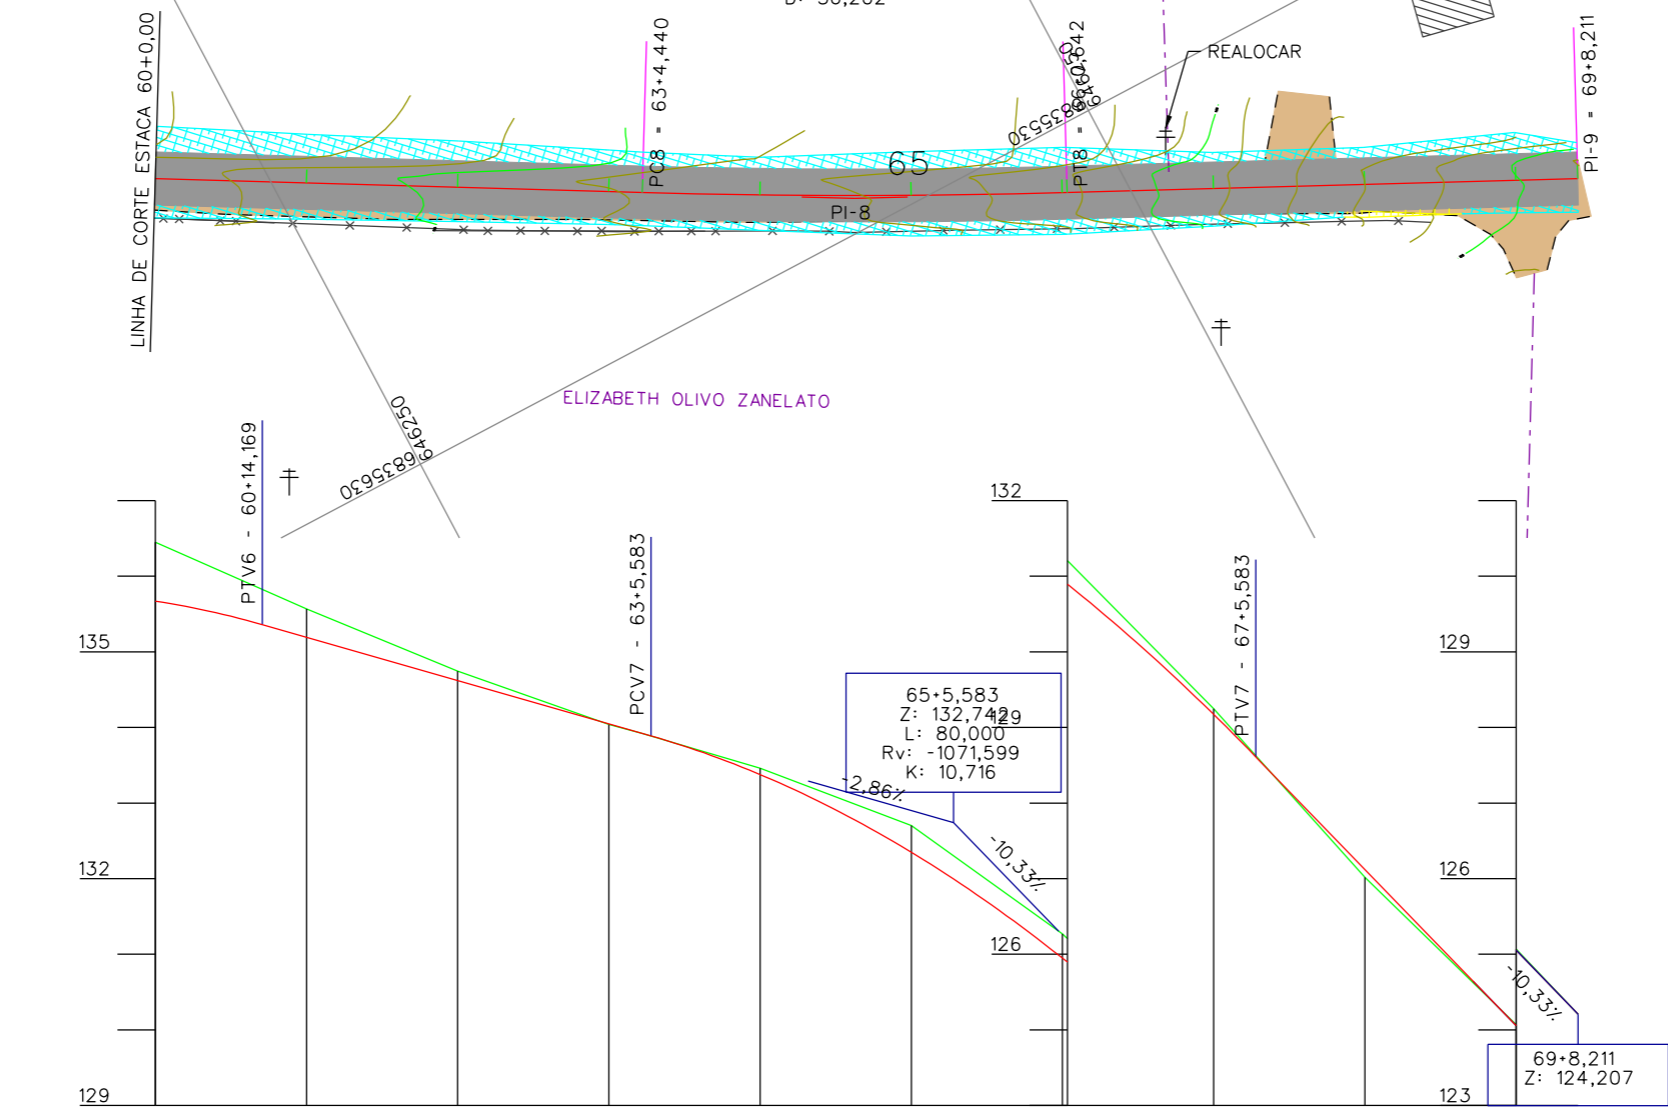 LINHA DE CORTE ESTACA 60+0,00
PC8 - 63+4,440
REALOCAR
PI-9 = 69+8,211
6835530
65
PI-8
ELIZABETH OLIVO ZANELATO
646250
6835630
PTV6 - 60+14,169
PCV7 - 63+5,583
PTV7 - 67+5,583
135
132
129
132
129
126
129
126
123
65+5,583
Z: 132,742
L: 80,000
Rv: -1071,599
K: 10,716
-2,86%
-10,33%
-10,33%
69+8,211
Z: 124,207